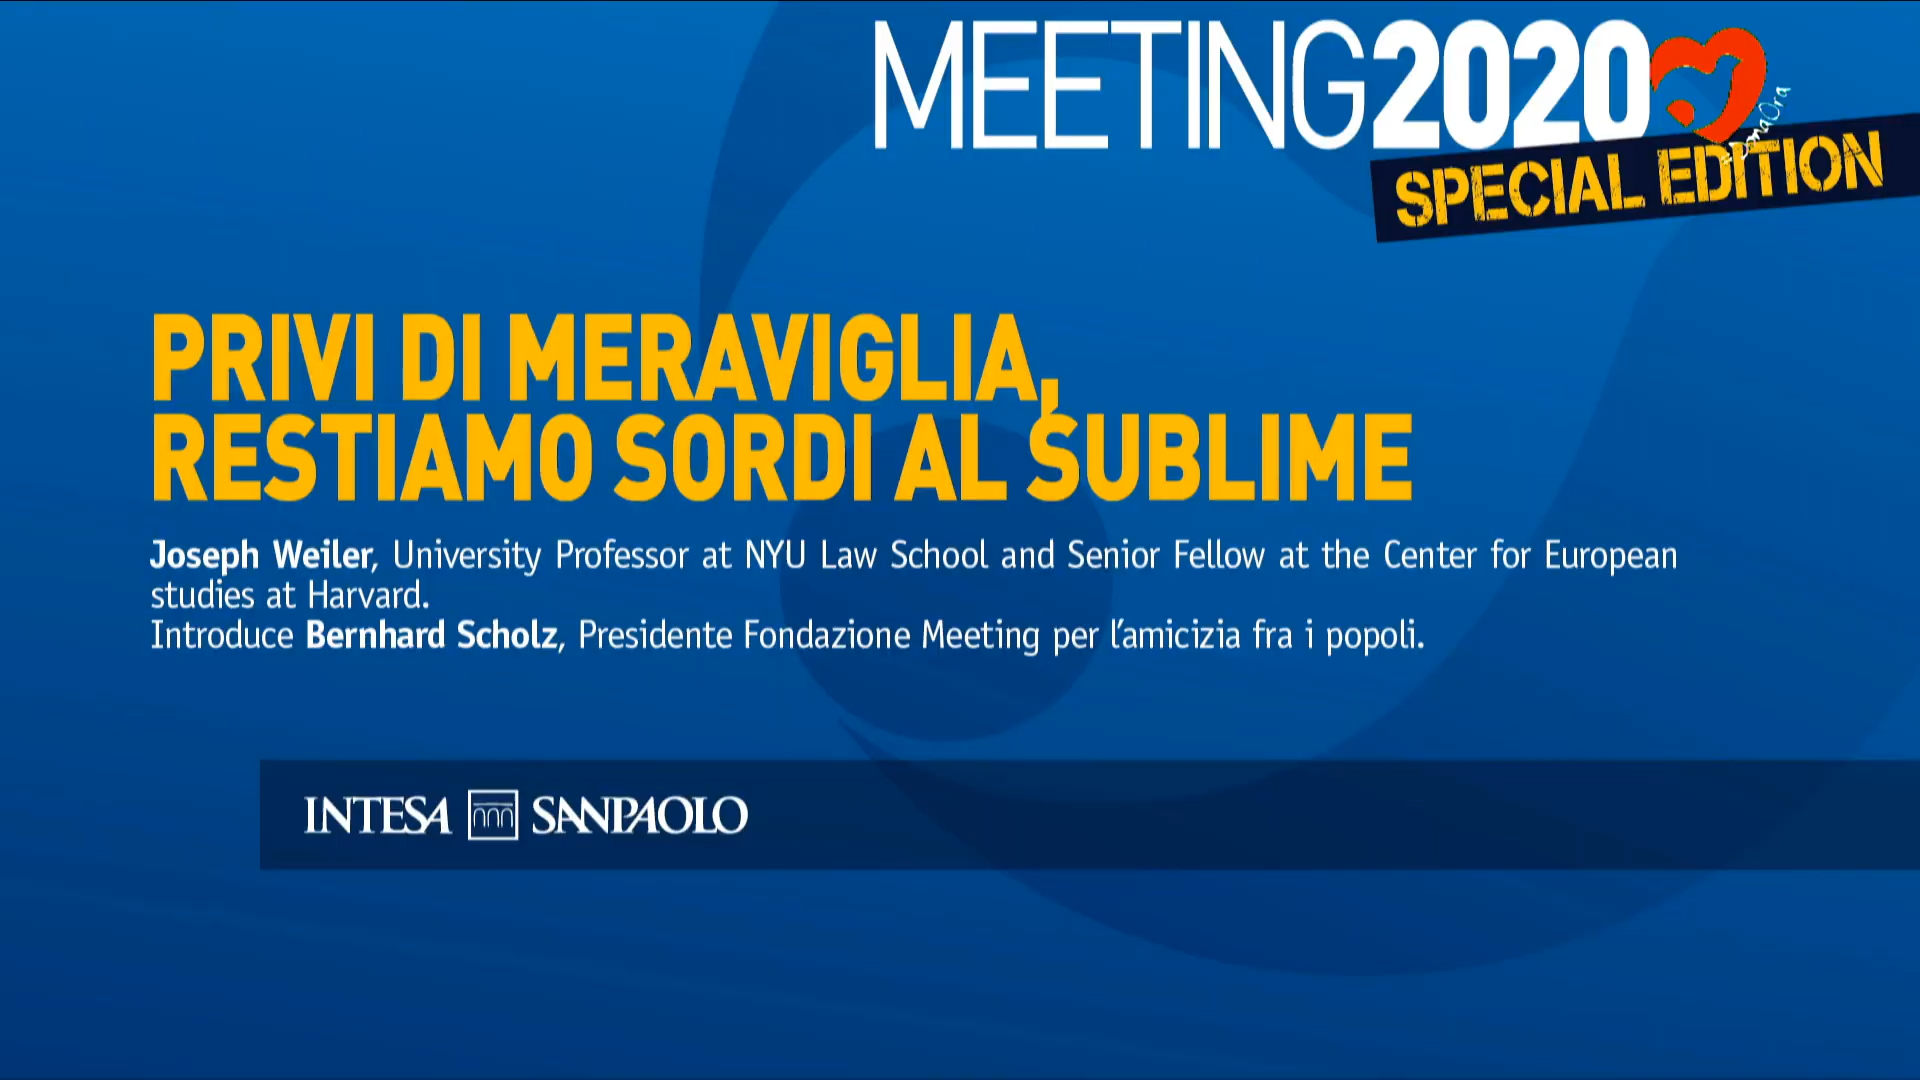 MEETING2020
DonaOra
SPECIAL EDITION
PRIVI DI MERAVIGLIA,
RESTIAMO SORDI AL SUBLIME
Joseph Weiler, University Professor at NYU Law School and Senior Fellow at the Center for European
studies at Harvard.
Introduce Bernhard Scholz, Presidente Fondazione Meeting per l'amicizia fra i popoli.
INTESA SANPAOLO